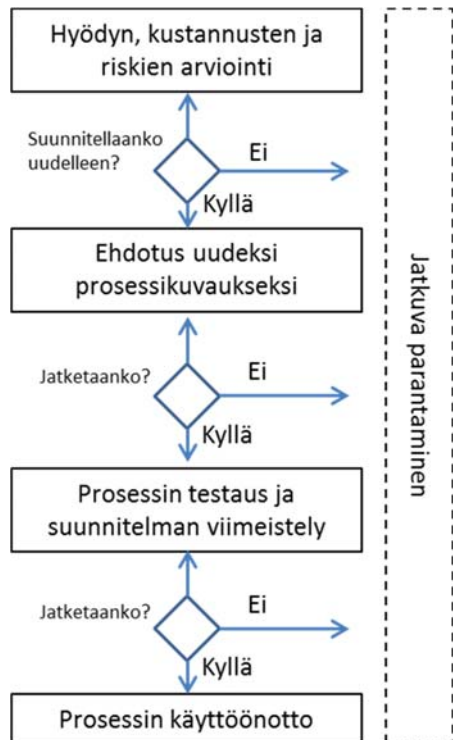 Hyödyn, kustannusten ja
riskien arviointi
Suunnitellaanko
uudelleen?
Ei
Kyllä
Ehdotus uudeksi
prosessikuvaukseksi
Jatketaanko?
Ei
Kyllä
Prosessin testaus ja
suunnitelman viimeistely
Jatketaanko?
Ei
Kyllä
Prosessin käyttöönotto
Jatkuva parantaminen